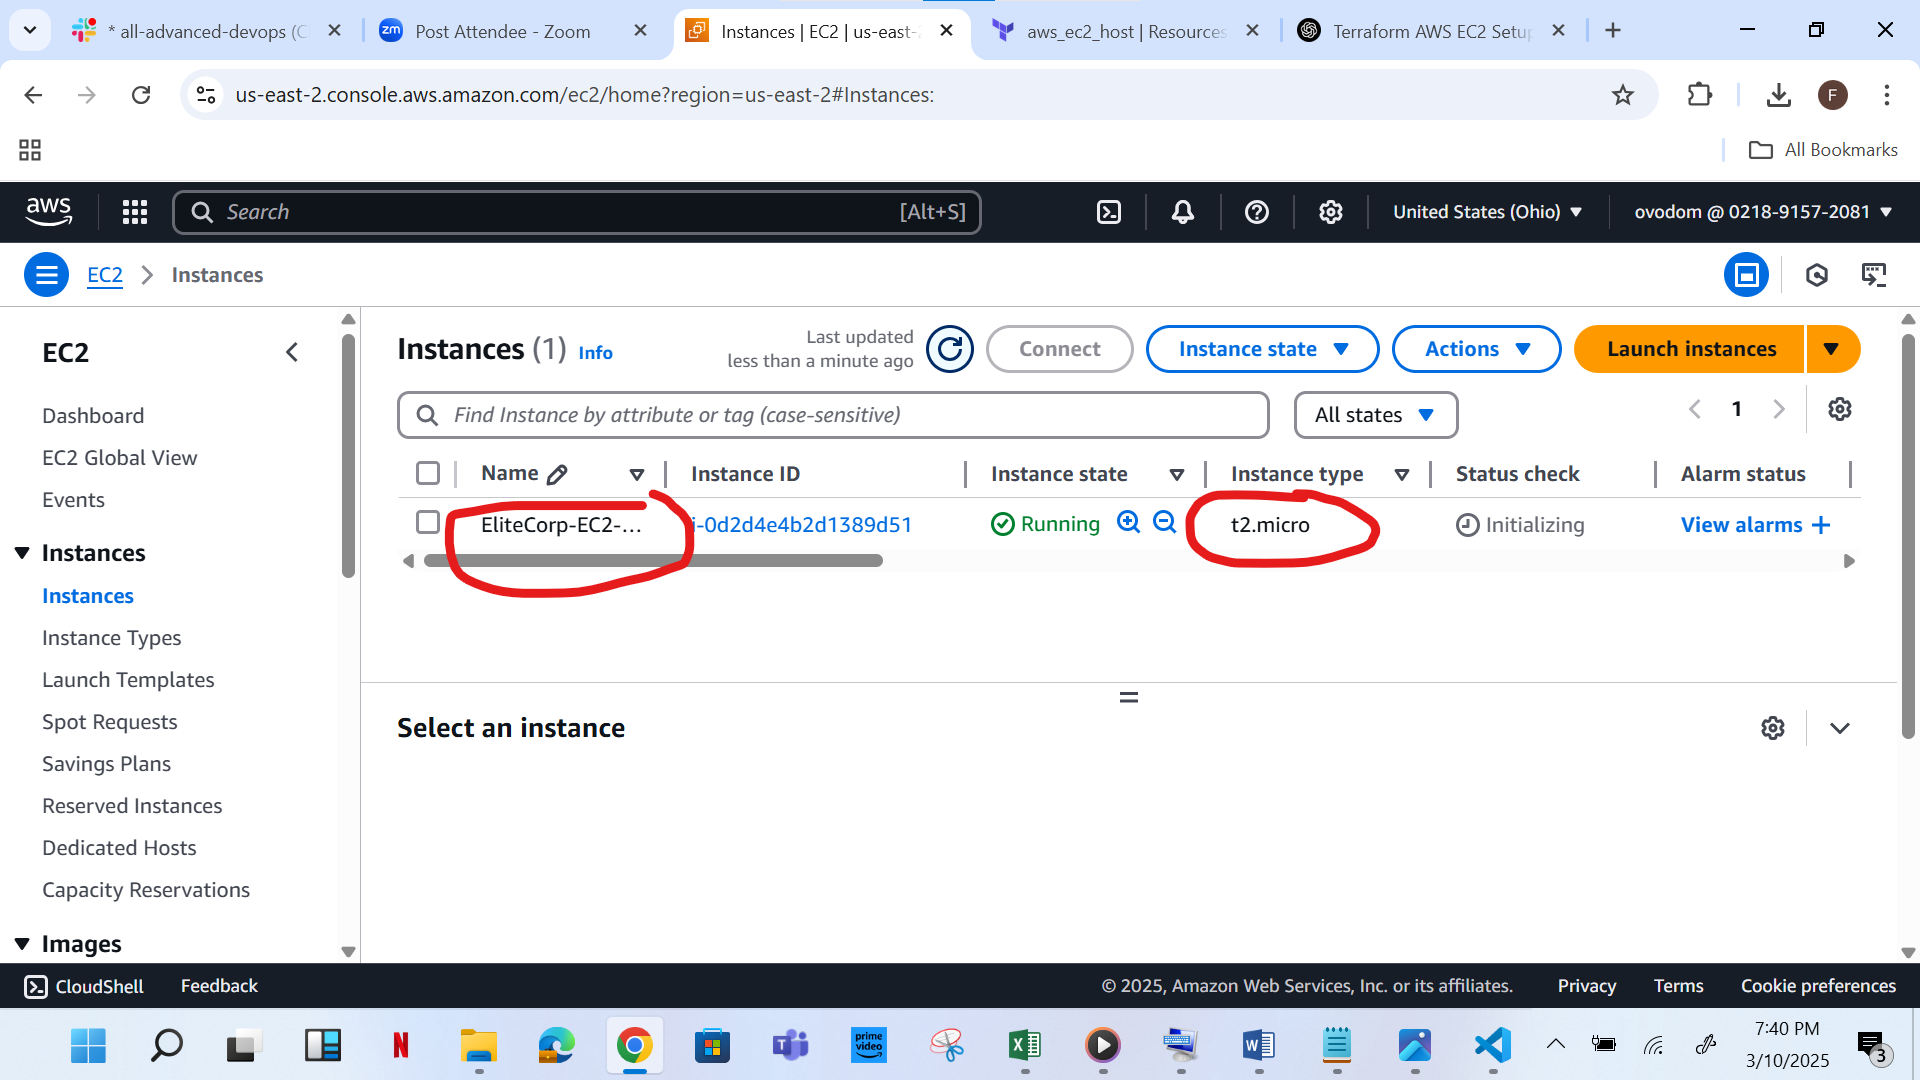 * all-advanced-devops (C
Post Attendee - Zoom
Instances | EC2 | us-east-2
aws_ec2_host | Resources
Terraform AWS EC2 Setup
us-east-2.console.aws.amazon.com/ec2/home?region=us-east-2#Instances:
F
All Bookmarks
aws
Search
[Alt+S]
United States (Ohio)
ovodom @ 0218-9157-2081
EC2
Instances
EC2
Dashboard
EC2 Global View
Events
Instances
Instances
Instance Types
Launch Templates
Spot Requests
Savings Plans
Reserved Instances
Dedicated Hosts
Capacity Reservations
Images
Instances (1) Info
Last updated
less than a minute ago
Connect
Instance state
Actions
Launch instances
Find Instance by attribute or tag (case-sensitive)
All states
1
Name
Instance ID
Instance state
Instance type
Status check
Alarm status
EliteCorp-EC2-...
i-0d2d4e4b2d1389d51
Running
t2.micro
Initializing
View alarms +
Select an instance
CloudShell
Feedback
© 2025, Amazon Web Services, Inc. or its affiliates.
Privacy
Terms
Cookie preferences
prime video
7:40 PM
3/10/2025
3